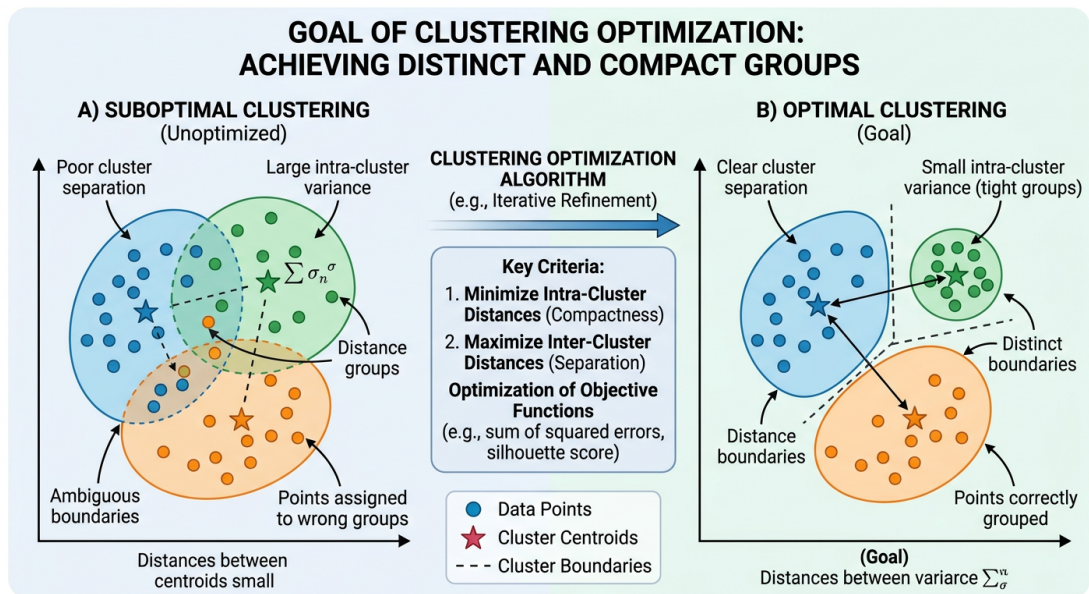 GOAL OF CLUSTERING OPTIMIZATION:
ACHIEVING DISTINCT AND COMPACT GROUPS
A) SUBOPTIMAL CLUSTERING
(Unoptimized)
Poor cluster
separation
Large intra-cluster
variance
∑ σₙ^σ
Distance
groups
Ambiguous
boundaries
Points assigned
to wrong groups
Distances between
centroids small
CLUSTERING OPTIMIZATION
ALGORITHM
(e.g., Iterative Refinement)
Key Criteria:
1. Minimize Intra-Cluster
Distances (Compactness)
2. Maximize Inter-Cluster
Distances (Separation)
Optimization of Objective
Functions
(e.g., sum of squared errors,
silhouette score)
Data Points
Cluster Centroids
Cluster Boundaries
B) OPTIMAL CLUSTERING
(Goal)
Clear cluster
separation
Small intra-cluster
variance (tight groups)
Distinct
boundaries
Distance
boundaries
Points correctly
grouped
(Goal)
Distances between variarce ∑